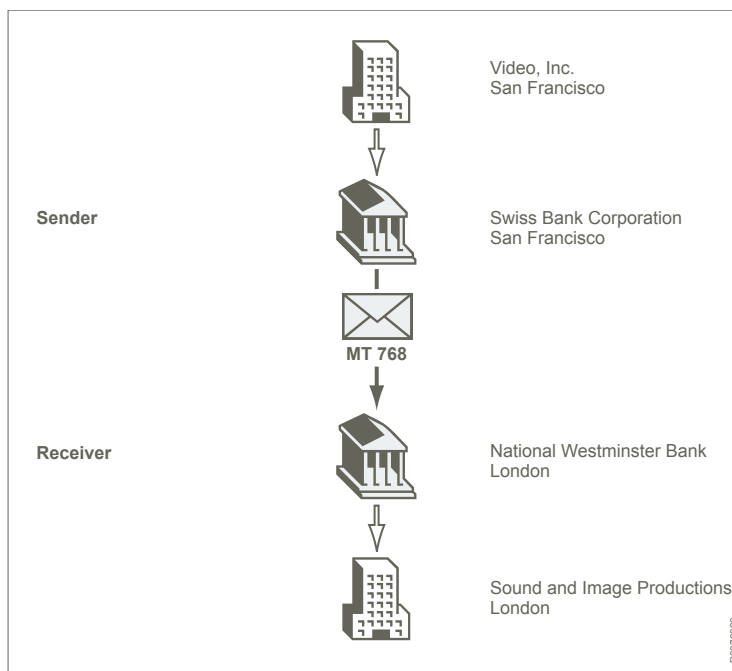 Video, Inc.
San Francisco
Sender
Swiss Bank Corporation
San Francisco
MT 768
Receiver
National Westminster Bank
London
Sound and Image Productions
London